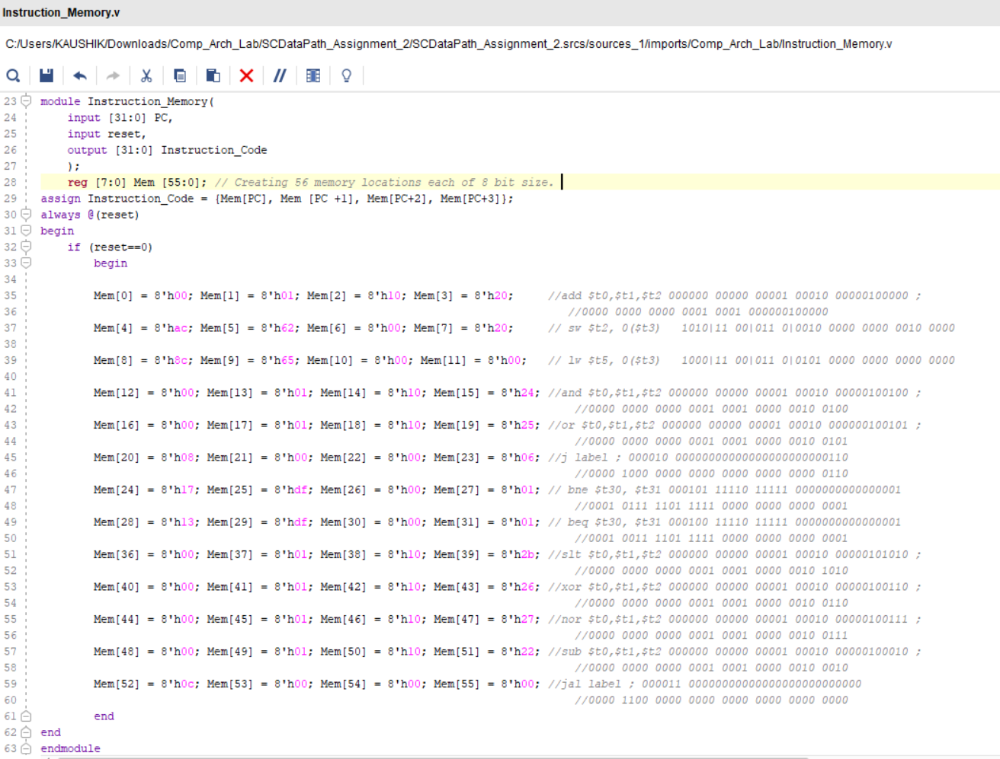 Instruction_Memory.v
C:/Users/KAUSHIK/Downloads/Comp_Arch_Lab/SCDataPath_Assignment_2/SCDataPath_Assignment_2.srcs/sources_1/imports/Comp_Arch_Lab/Instruction_Memory.v
23 module Instruction_Memory(
24 input [31:0] PC,
25 input reset,
26 output [31:0] Instruction_Code
27 );
28 reg [7:0] Mem [55:0]; // Creating 56 memory locations each of 8 bit size.
29 assign Instruction_Code = {Mem[PC], Mem [PC +1], Mem[PC+2], Mem[PC+3]};
30 always @(reset)
31 begin
32 if (reset==0)
33 begin
34
35 Mem[0] = 8'h00; Mem[1] = 8'h01; Mem[2] = 8'h10; Mem[3] = 8'h20; //add $t0,$t1,$t2 000000 00000 00001 00010 00000100000 ;
36 //0000 0000 0000 0001 0001 000000100000
37 Mem[4] = 8'hac; Mem[5] = 8'h62; Mem[6] = 8'h00; Mem[7] = 8'h20; // sw $t2, 0($t3) 1010|11 00|011 0|0010 0000 0000 0010 0000
38
39 Mem[8] = 8'h8c; Mem[9] = 8'h65; Mem[10] = 8'h00; Mem[11] = 8'h00; // lw $t5, 0($t3) 1000|11 00|011 0|0101 0000 0000 0000 0000
40
41 Mem[12] = 8'h00; Mem[13] = 8'h01; Mem[14] = 8'h10; Mem[15] = 8'h24; //and $t0,$t1,$t2 000000 00000 00001 00010 00000100100 ;
42 //0000 0000 0000 0001 0001 0000 0010 0100
43 Mem[16] = 8'h00; Mem[17] = 8'h01; Mem[18] = 8'h10; Mem[19] = 8'h25; //or $t0,$t1,$t2 000000 00000 00001 00010 000000100101 ;
44 //0000 0000 0000 0001 0001 0000 0010 0101
45 Mem[20] = 8'h08; Mem[21] = 8'h00; Mem[22] = 8'h00; Mem[23] = 8'h06; //j label ; 000010 00000000000000000000000110
46 //0000 1000 0000 0000 0000 0000 0000 0110
47 Mem[24] = 8'h17; Mem[25] = 8'hdf; Mem[26] = 8'h00; Mem[27] = 8'h01; // bne $t30, $t31 000101 11110 11111 0000000000000001
48 //0001 0111 1101 1111 0000 0000 0000 0001
49 Mem[28] = 8'h13; Mem[29] = 8'hdf; Mem[30] = 8'h00; Mem[31] = 8'h01; // beq $t30, $t31 000100 11110 11111 0000000000000001
50 //0001 0011 1101 1111 0000 0000 0000 0001
51 Mem[36] = 8'h00; Mem[37] = 8'h01; Mem[38] = 8'h10; Mem[39] = 8'h2b; //slt $t0,$t1,$t2 000000 00000 00001 00010 00000101010 ;
52 //0000 0000 0000 0001 0001 0000 0010 1010
53 Mem[40] = 8'h00; Mem[41] = 8'h01; Mem[42] = 8'h10; Mem[43] = 8'h26; //xor $t0,$t1,$t2 000000 00000 00001 00010 00000100110 ;
54 //0000 0000 0000 0001 0001 0000 0010 0110
55 Mem[44] = 8'h00; Mem[45] = 8'h01; Mem[46] = 8'h10; Mem[47] = 8'h27; //nor $t0,$t1,$t2 000000 00000 00001 00010 00000100111 ;
56 //0000 0000 0000 0001 0001 0000 0010 0111
57 Mem[48] = 8'h00; Mem[49] = 8'h01; Mem[50] = 8'h10; Mem[51] = 8'h22; //sub $t0,$t1,$t2 000000 00000 00001 00010 00000100010 ;
58 //0000 0000 0000 0001 0001 0000 0010 0010
59 Mem[52] = 8'h0c; Mem[53] = 8'h00; Mem[54] = 8'h00; Mem[55] = 8'h00; //jal label ; 000011 00000000000000000000000000
60 //0000 1100 0000 0000 0000 0000 0000 0000
61 end
62 end
63 endmodule